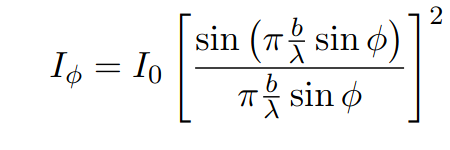 I_ϕ = I_0 [ sin (π b/λ sin ϕ) / π b/λ sin ϕ ]^2